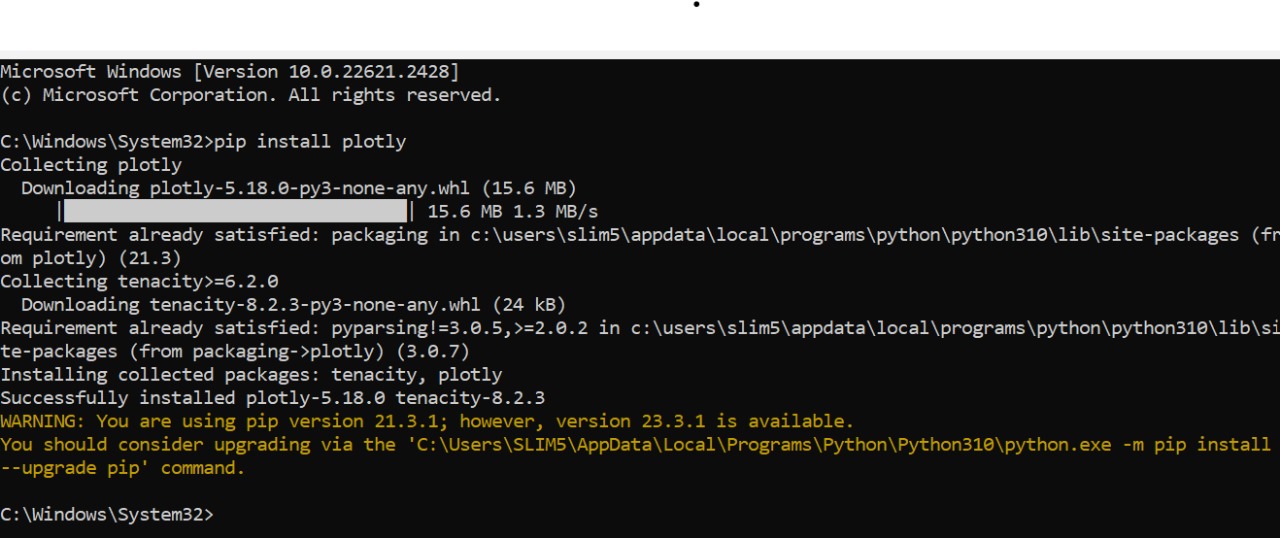 Microsoft Windows [Version 10.0.22621.2428]
(c) Microsoft Corporation. All rights reserved.
C:\Windows\System32>pip install plotly
Collecting plotly
Downloading plotly-5.18.0-py3-none-any.whl (15.6 MB)
| | 15.6 MB 1.3 MB/s
Requirement already satisfied: packaging in c:\users\slim5\appdata\local\programs\python\python310\lib\site-packages (fr
om plotly) (21.3)
Collecting tenacity>=6.2.0
Downloading tenacity-8.2.3-py3-none-any.whl (24 kB)
Requirement already satisfied: pyparsing!=3.0.5,>=2.0.2 in c:\users\slim5\appdata\local\programs\python\python310\lib\si
te-packages (from packaging->plotly) (3.0.7)
Installing collected packages: tenacity, plotly
Successfully installed plotly-5.18.0 tenacity-8.2.3
WARNING: You are using pip version 21.3.1; however, version 23.3.1 is available.
You should consider upgrading via the 'C:\Users\SLIM5\AppData\Local\Programs\Python\Python310\python.exe -m pip install
--upgrade pip' command.
C:\Windows\System32>